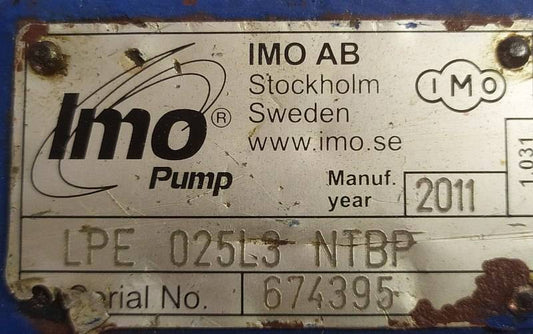 IMO AB
Stockholm
Sweden
www.imo.se
Imo®
Pump
IMO
Manuf.
year
2011
1.031
LPE 025L3 NTBP
Serial No. 674395